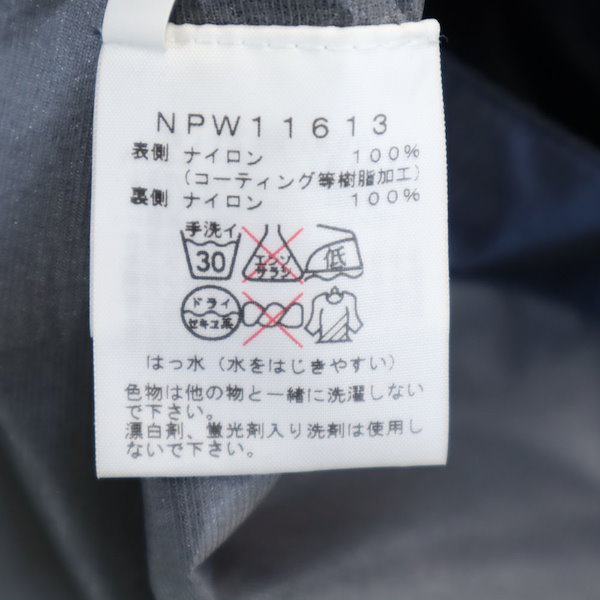 NPW11613
表側 ナイロン 100%
(コーティング等樹脂加工)
裏側 ナイロン 100%
手洗イ
30
エンソ
サラシ
低
ドライ
セキユ系
はっ水(水をはじきやすい)
色物は他の物と一緒に洗濯しない
で下さい。
漂白剤、蛍光剤入り洗剤は使用し
ないで下さい。